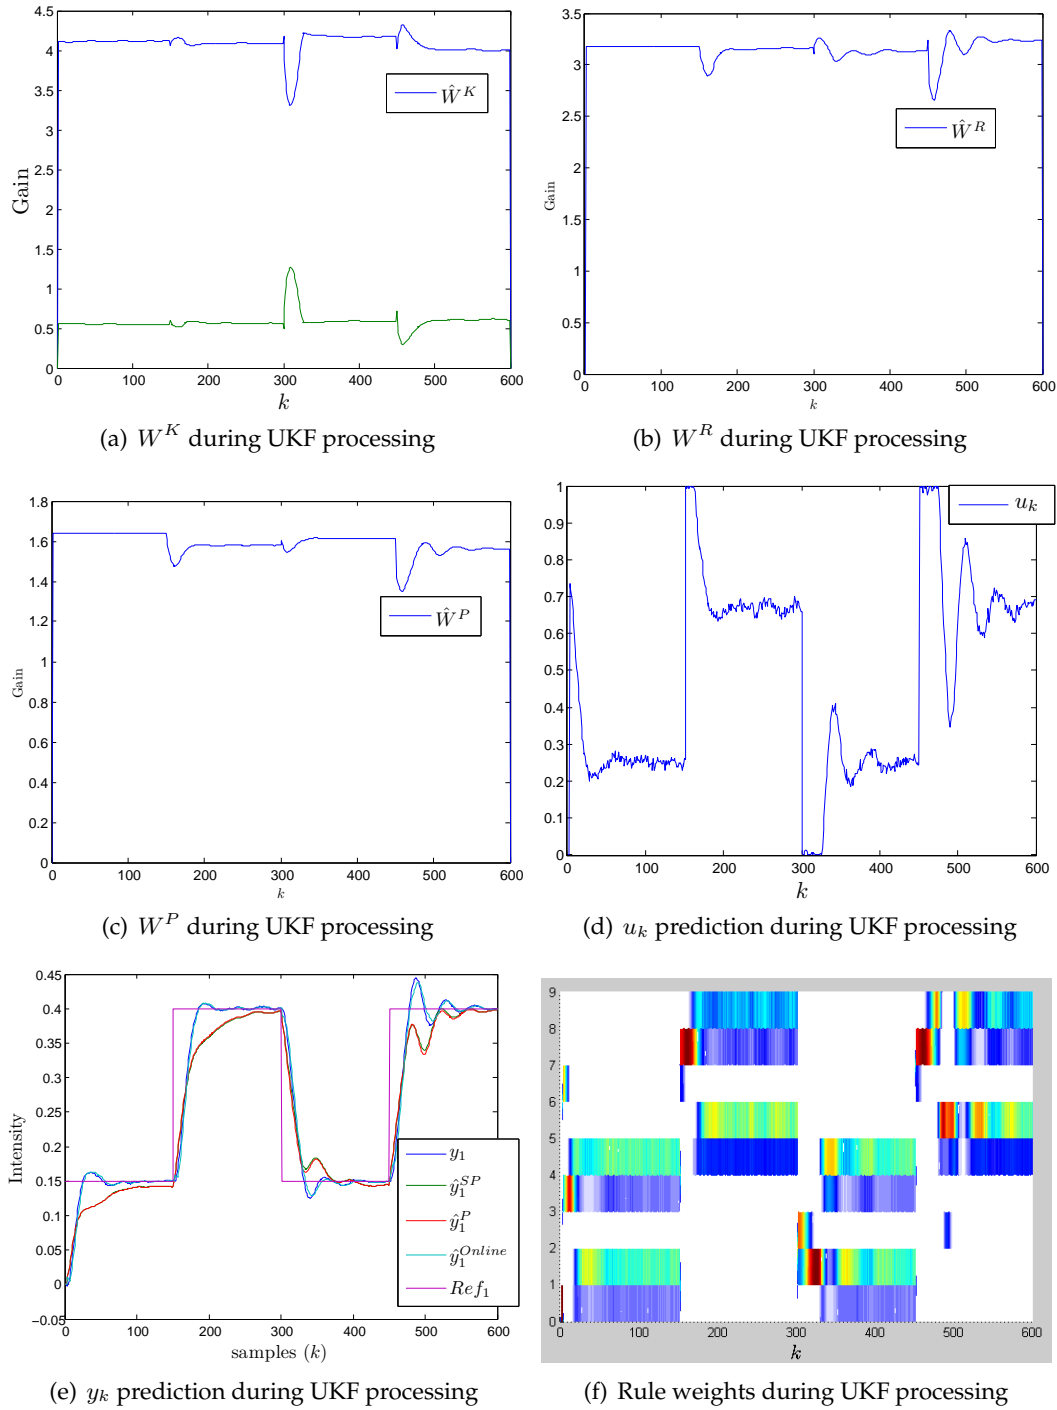 5
4.5
4
3.5
3
2.5
2
1.5
1
0.5
0
Gain
Ŵ^K
0 100 200 300 400 500 600
k
(a) W^K during UKF processing
3.5
3
2.5
2
1.5
1
0.5
0
Gain
Ŵ^R
0 100 200 300 400 500 600
k
(b) W^R during UKF processing
1.8
1.6
1.4
1.2
1
0.8
0.6
0.4
0.2
0
Gain
Ŵ^P
0 100 200 300 400 500 600
k
(c) W^P during UKF processing
1
0.9
0.8
0.7
0.6
0.5
0.4
0.3
0.2
0.1
0
u_k
0 100 200 300 400 500 600
k
(d) u_k prediction during UKF processing
0.45
0.4
0.35
0.3
0.25
0.2
0.15
0.1
0.05
0
−0.05
Intensity
y_1
ŷ_1^{SP}
ŷ_1^P
ŷ_1^{Online}
Ref_1
0 100 200 300 400 500 600
samples (k)
(e) y_k prediction during UKF processing
9
8
7
6
5
4
3
2
1
0
0 100 200 300 400 500 600
k
(f) Rule weights during UKF processing